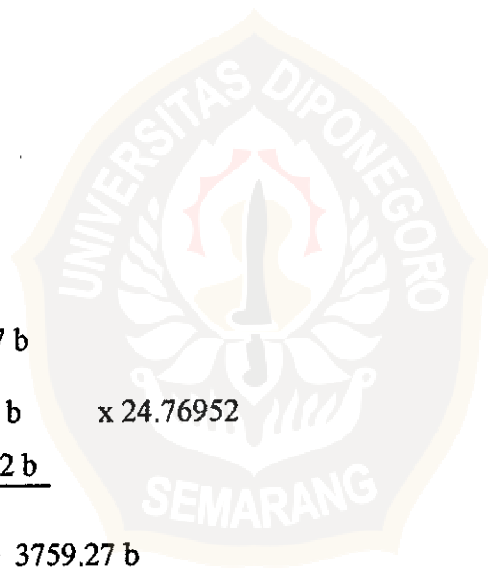 UNIVERSITAS DIPONEGORO
7 b
b x 24.76952
2 b
3759.27 b
SEMARANG